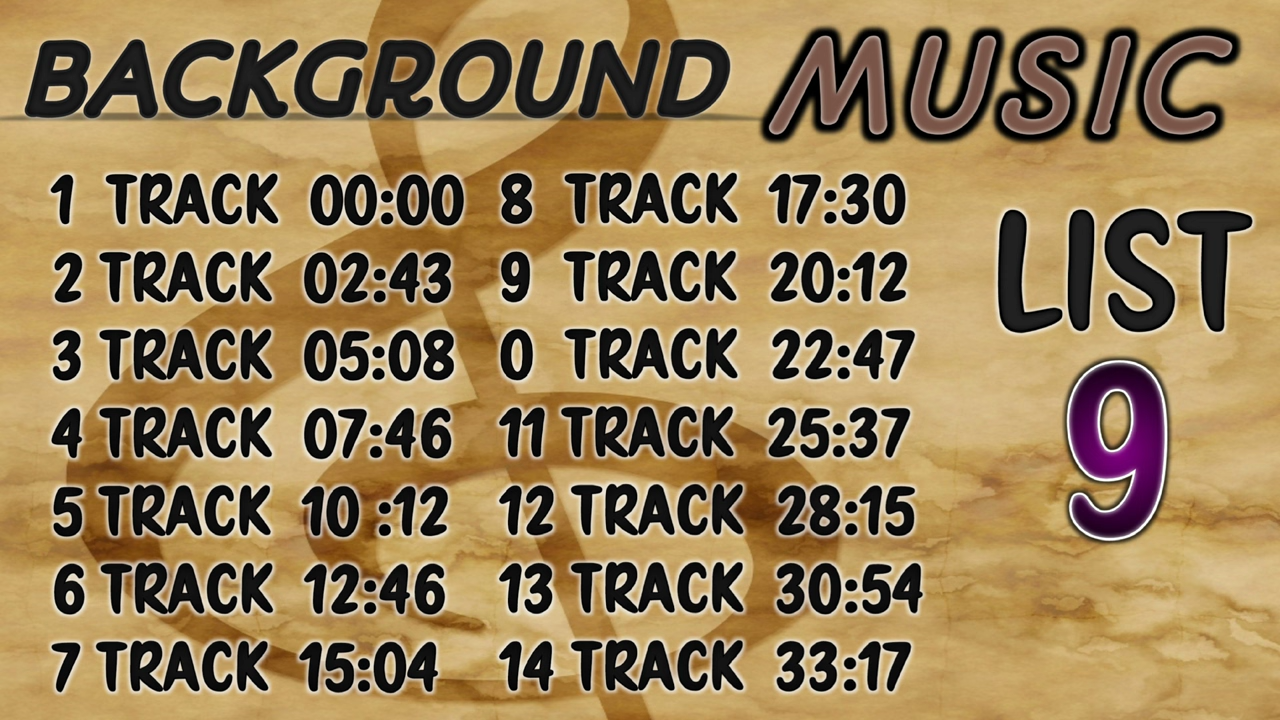 BACKGROUND MUSIC
1 TRACK 00:00
2 TRACK 02:43
3 TRACK 05:08
4 TRACK 07:46
5 TRACK 10 :12
6 TRACK 12:46
7 TRACK 15:04
8 TRACK 17:30
9 TRACK 20:12
0 TRACK 22:47
11 TRACK 25:37
12 TRACK 28:15
13 TRACK 30:54
14 TRACK 33:17
LIST
9